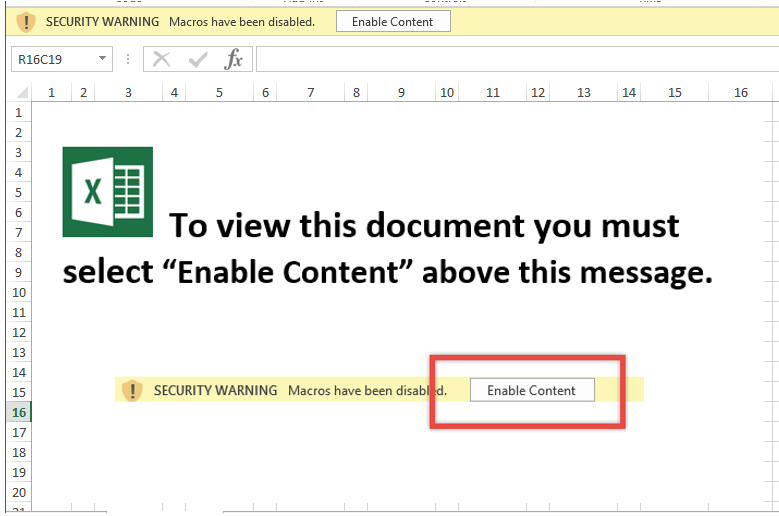 SECURITY WARNING Macros have been disabled. Enable Content
R16C19 fx
1 2 3 4 5 6 7 8 9 10 11 12 13 14 15 16
1
2
3
4
5
6
7
8
9
10
11
12
13
14
15
16
17
18
19
20
X
To view this document you must
select “Enable Content” above this message.
SECURITY WARNING Macros have been disabled. Enable Content